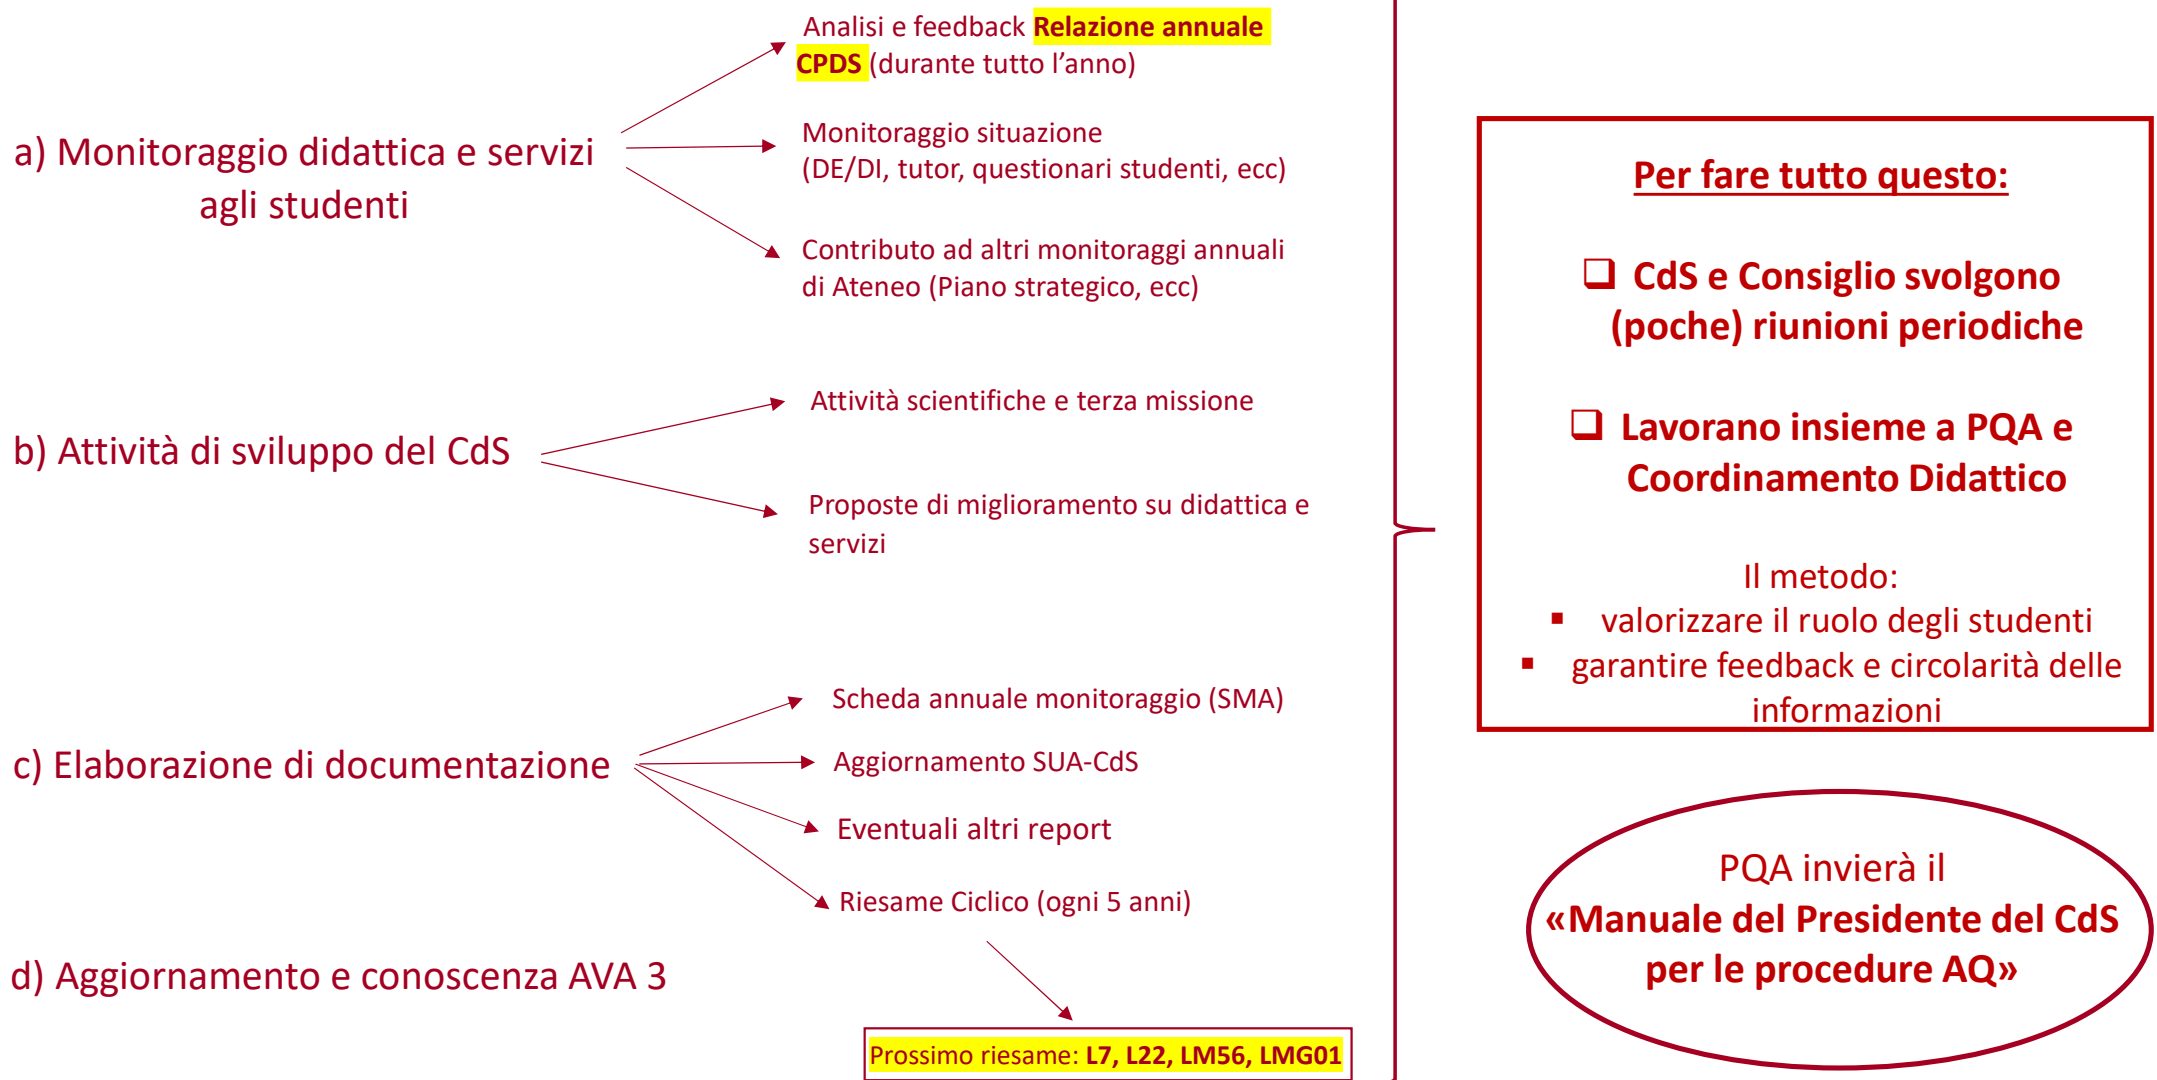 a) Monitoraggio didattica e servizi
agli studenti
Analisi e feedback Relazione annuale
CPDS (durante tutto l’anno)
Monitoraggio situazione
(DE/DI, tutor, questionari studenti, ecc)
Contributo ad altri monitoraggi annuali
di Ateneo (Piano strategico, ecc)
b) Attività di sviluppo del CdS
Attività scientifiche e terza missione
Proposte di miglioramento su didattica e
servizi
c) Elaborazione di documentazione
Scheda annuale monitoraggio (SMA)
Aggiornamento SUA-CdS
Eventuali altri report
Riesame Ciclico (ogni 5 anni)
d) Aggiornamento e conoscenza AVA 3
Prossimo riesame: L7, L22, LM56, LMG01
Per fare tutto questo:
❑ CdS e Consiglio svolgono
(poche) riunioni periodiche
❑ Lavorano insieme a PQA e
Coordinamento Didattico
Il metodo:
▪ valorizzare il ruolo degli studenti
▪ garantire feedback e circolarità delle
informazioni
PQA invierà il
«Manuale del Presidente del CdS
per le procedure AQ»